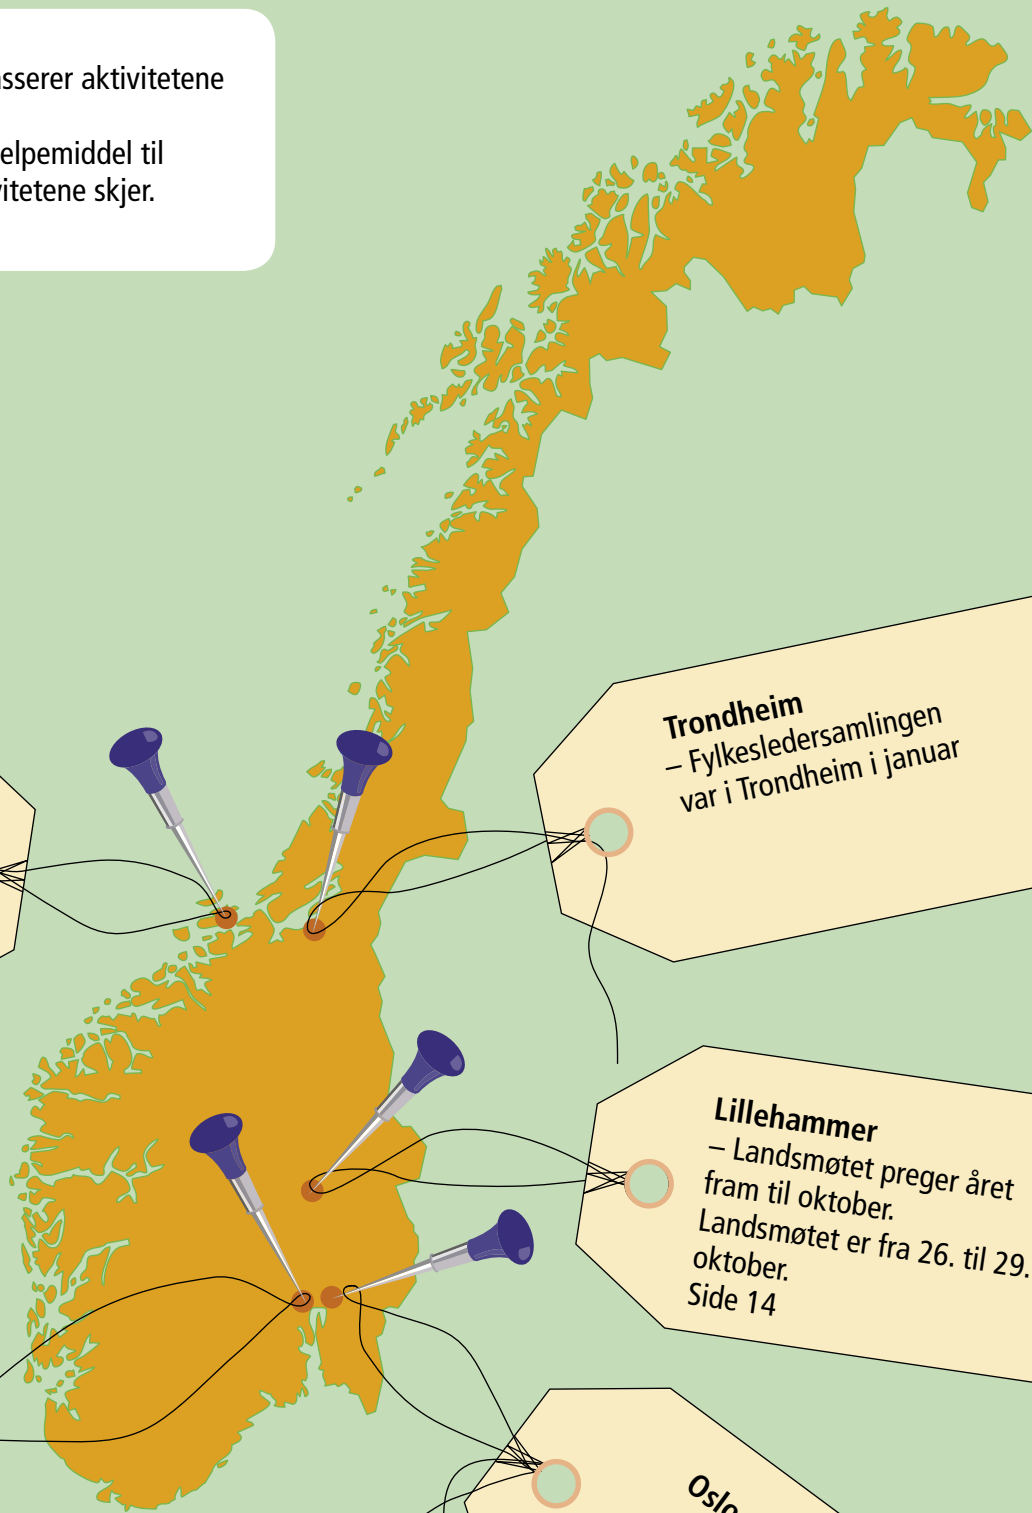 sserer aktivitetene
elpemiddel til
vitetene skjer.
Trondheim
– Fylkesledersamlingen
var i Trondheim i januar
Lillehammer
– Landsmøtet preger året
fram til oktober.
Landsmøtet er fra 26. til 29.
oktober.
Side 14
Oslo